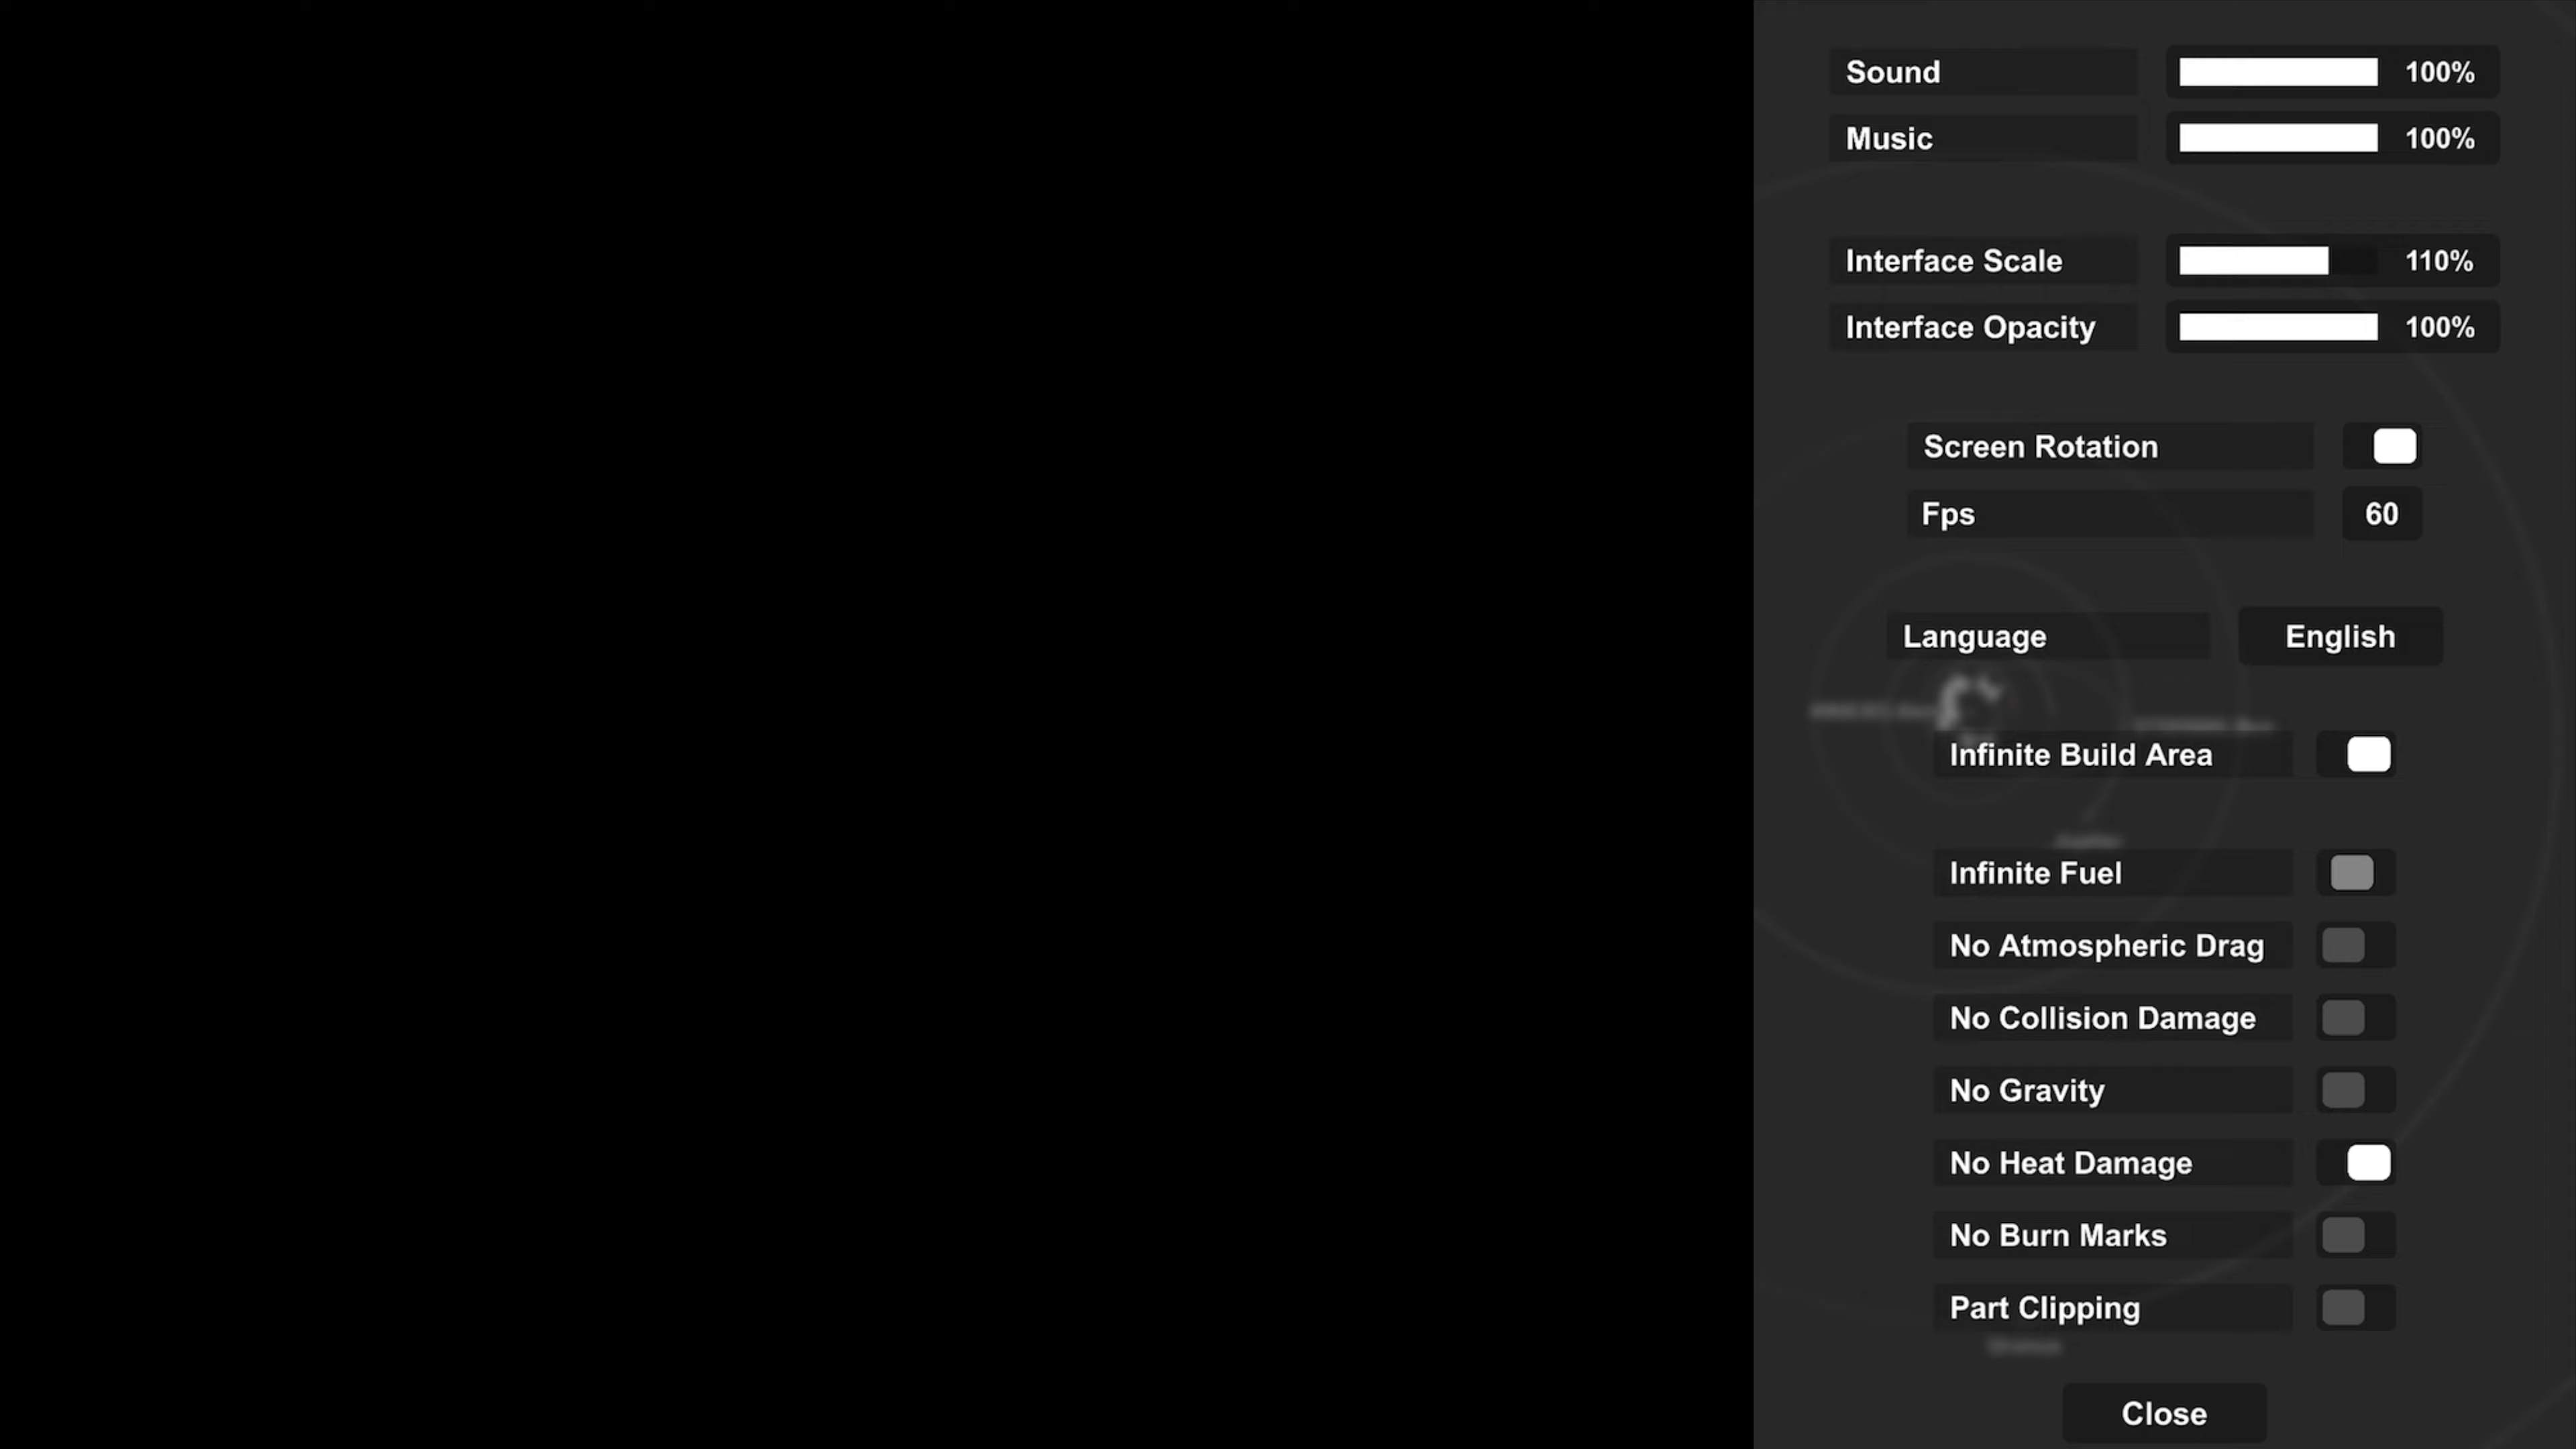 Sound 100%
Music 100%
Interface Scale 110%
Interface Opacity 100%
Screen Rotation
Fps 60
Language English
Infinite Build Area
Infinite Fuel
No Atmospheric Drag
No Collision Damage
No Gravity
No Heat Damage
No Burn Marks
Part Clipping
Close